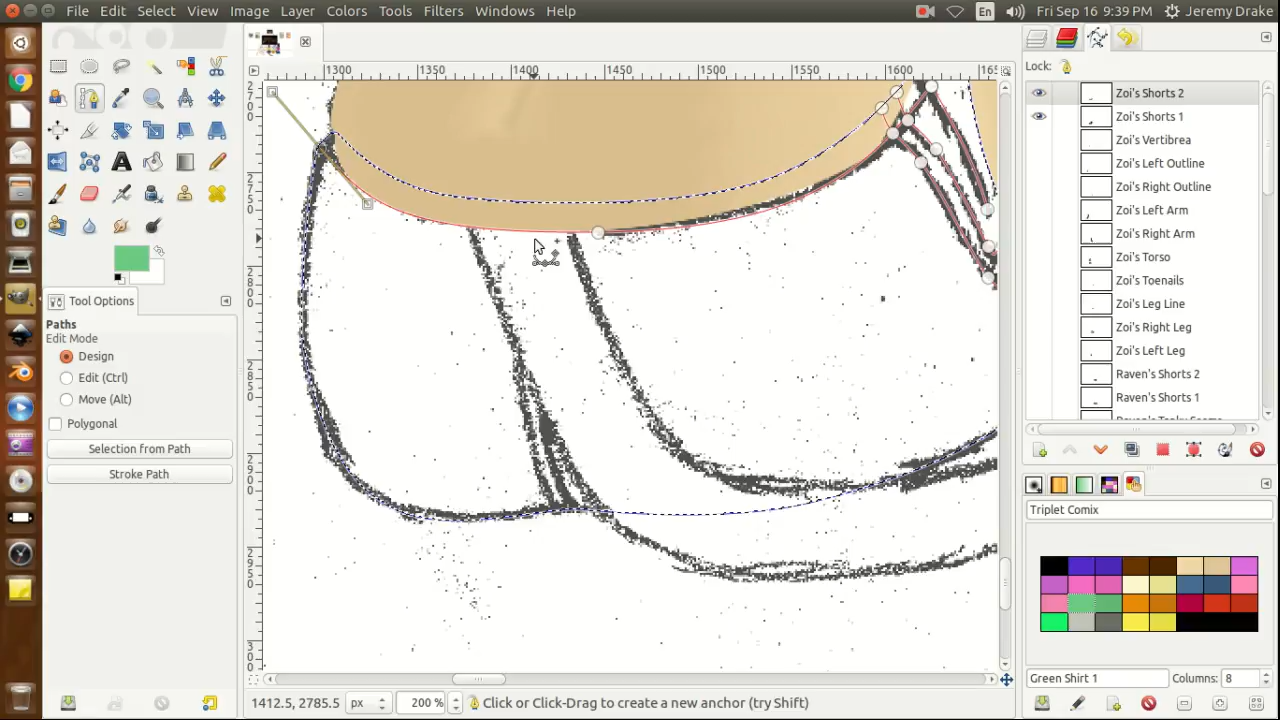 File Edit Select View Image Layer Colors Tools Filters Windows Help
En Fri Sep 16 9:39 PM Jeremy Drake
Lock:
1300 1350 1400 1450 1500 1550 1600
Zoi's Shorts 2
Zoi's Shorts 1
Zoi's Vertibrea
Zoi's Left Outline
Zoi's Right Outline
Zoi's Left Arm
Zoi's Right Arm
Zoi's Torso
Zoi's Toenails
Zoi's Leg Line
Zoi's Right Leg
Zoi's Left Leg
Raven's Shorts 2
Raven's Shorts 1
Tool Options
Paths
Edit Mode
Design
Edit (Ctrl)
Move (Alt)
Polygonal
Selection from Path
Stroke Path
Triplet Comix
Green Shirt 1 Columns: 8
1412.5, 2785.5 px 200 % Click or Click-Drag to create a new anchor (try Shift)